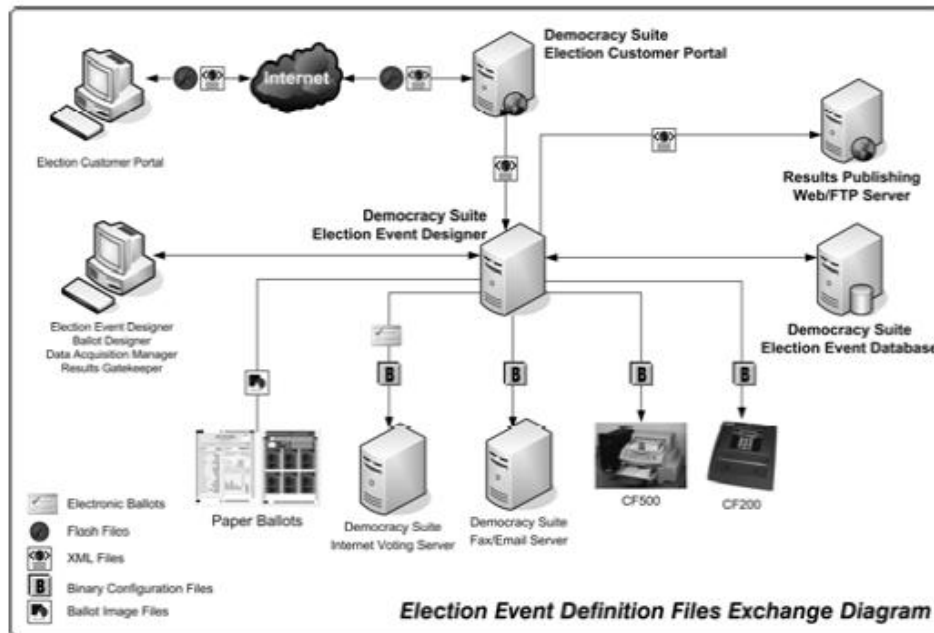 Democracy Suite
Election Customer Portal
Internet
Election Customer Portal
Results Publishing
Web/FTP Server
Democracy Suite
Election Event Designer
Election Event Designer
Ballot Designer
Data Acquisition Manager
Results Gatekeeper
Democracy Suite
Election Event Database
B
B
B
B
CF500
CF200
Paper Ballots
Democracy Suite
Internet Voting Server
Democracy Suite
Fax/Email Server
Electronic Ballots
Flash Files
XML Files
B
Binary Configuration Files
Ballot Image Files
Election Event Definition Files Exchange Diagram